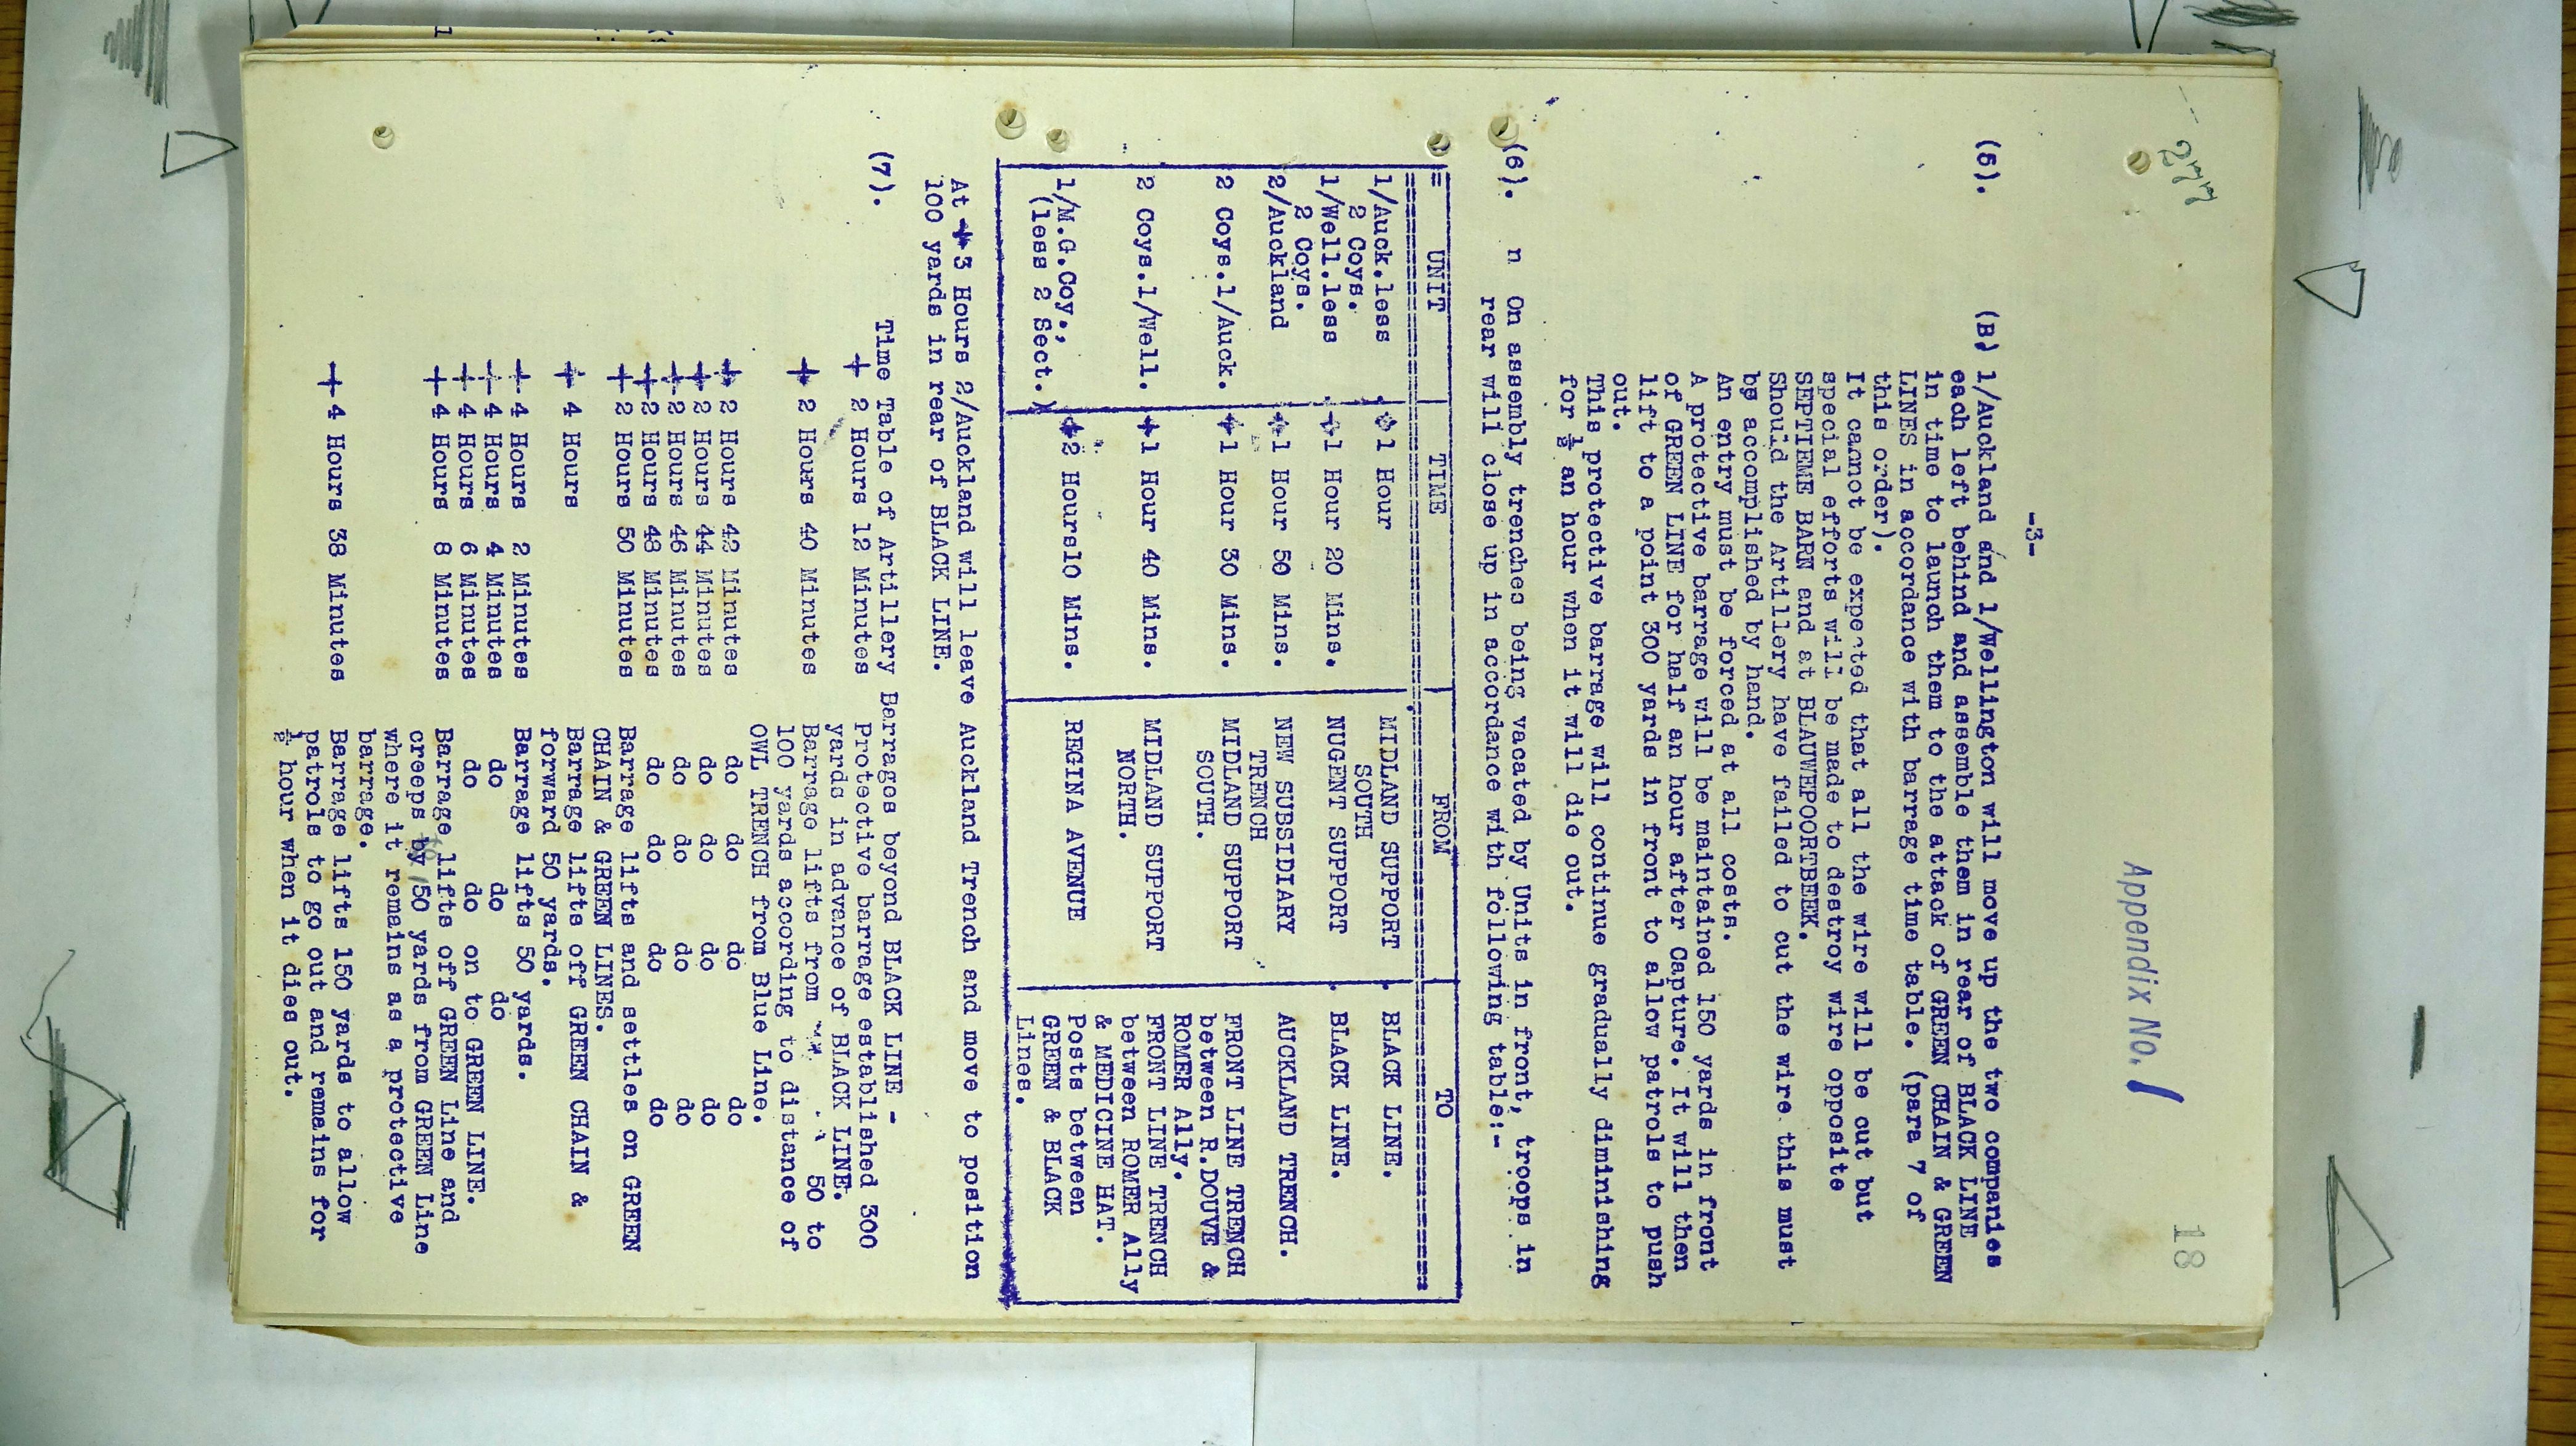 277
18
Appendix No. 1
-3-
(5). (B) 1/Auckland and 1/Wellington will move up the two companies
each left behind and assemble them in rear of BLACK LINE
in time to launch them to the attack of GREEN CHAIN & GREEN
LINES in accordance with barrage time table. (para 7 of
this order).
It cannot be expected that all the wire will be cut but
special efforts will be made to destroy wire opposite
SEPTIEME BARN and at BLAUWEPOORTBEEK.
Should the Artillery have failed to cut the wire this must
be accomplished by hand.
An entry must be forced at all costs.
A protective barrage will be maintained 150 yards in front
of GREEN LINE for half an hour after Capture. It will then
lift to a point 300 yards in front to allow patrols to push
out.
This protective barrage will continue gradually diminishing
for ½ an hour when it will die out.
(6). n On assembly trenches being vacated by Units in front, troops in
rear will close up in accordance with following table:-
UNIT TIME FROM TO
1/Auck.less + 1 Hour MIDLAND SUPPORT BLACK LINE.
2 Coys. SOUTH
1/Well.less + 1 Hour 20 Mins. NUGENT SUPPORT BLACK LINE.
2 Coys.
2/Auckland + 1 Hour 50 Mins. NEW SUBSIDIARY AUCKLAND TRENCH.
TRENCH
2 Coys.1/Auck. + 1 Hour 30 Mins. MIDLAND SUPPORT FRONT LINE TRENCH
SOUTH. between R.DOUVE &
ROMER Ally.
2 Coys.1/Well. + 1 Hour 40 Mins. MIDLAND SUPPORT FRONT LINE TRENCH
NORTH. between ROMER Ally
& MEDICINE HAT.
1/M.G.Coy., + 2 Hours10 Mins. REGINA AVENUE Posts between
(less 2 Sect.) GREEN & BLACK
Lines.
At + 3 Hours 2/Auckland will leave Auckland Trench and move to position
100 yards in rear of BLACK LINE.
(7). Time Table of Artillery Barrages beyond BLACK LINE -
+ 2 Hours 12 Minutes Protective barrage established 300
yards in advance of BLACK LINE.
+ 2 Hours 40 Minutes Barrage lifts from 50 to
100 yards according to distance of
OWL TRENCH from Blue Line.
+ 2 Hours 42 Minutes do do do do
+ 2 Hours 44 Minutes do do do do
+ 2 Hours 46 Minutes do do do do
+ 2 Hours 48 Minutes do do do do
+ 2 Hours 50 Minutes Barrage lifts and settles on GREEN
CHAIN & GREEN LINES.
+ 4 Hours Barrage lifts off GREEN CHAIN &
forward 50 yards.
+ 4 Hours 2 Minutes Barrage lifts 50 yards.
+ 4 Hours 4 Minutes do do do
+ 4 Hours 6 Minutes do do on to GREEN LINE.
+ 4 Hours 8 Minutes Barrage lifts off GREEN Line and
creeps to 150 yards from GREEN Line
where it remains as a protective
barrage.
+ 4 Hours 38 Minutes Barrage lifts 150 yards to allow
patrols to go out and remains for
½ hour when it dies out.